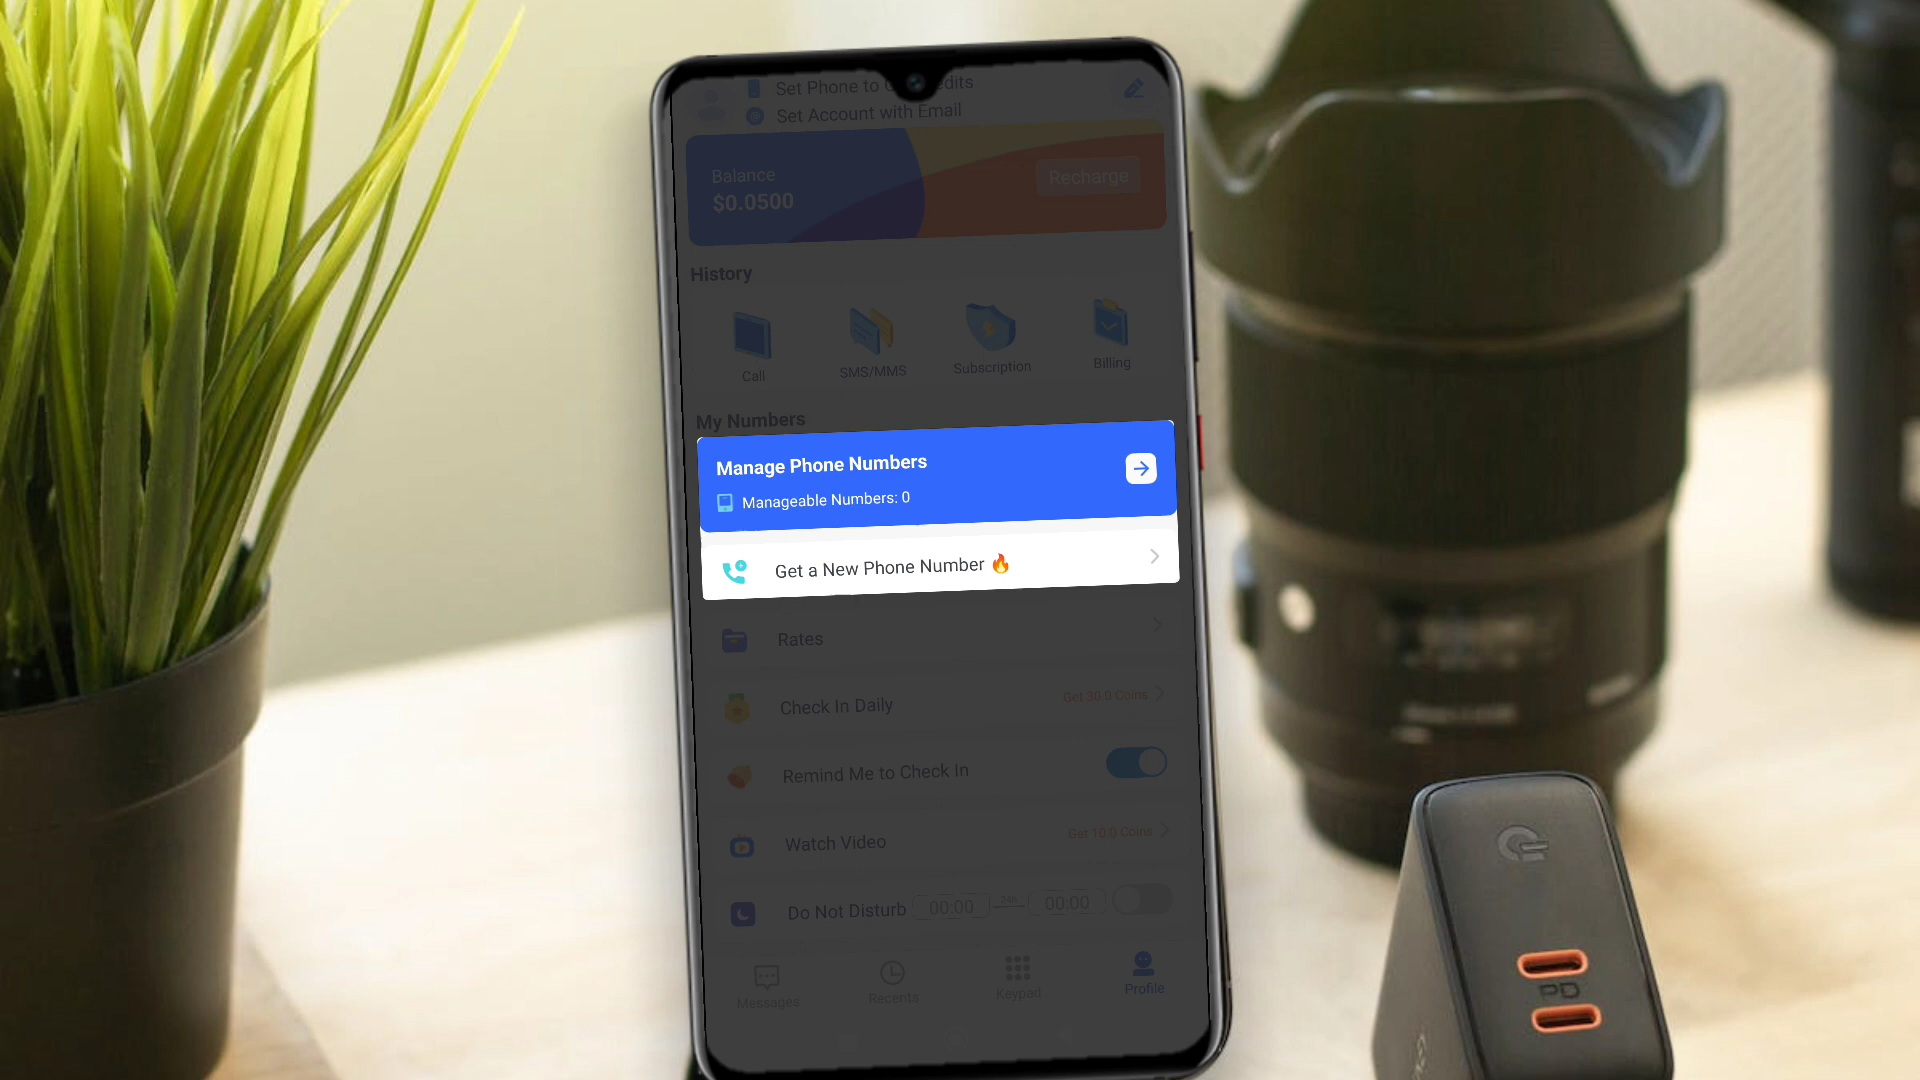 Set Phone to
edits
Set Account with Email
Balance
$0.0500
Recharge
History
Call
SMS/MMS
Subscription
Billing
My Numbers
Manage Phone Numbers
Manageable Numbers: 0
Get a New Phone Number 🔥
Rates
Check In Daily
Get 30.0 Coins
Remind Me to Check In
Watch Video
Get 10.0 Coins
Do Not Disturb
00:00
00:00
Messages
Recents
Keypad
Profile
PD